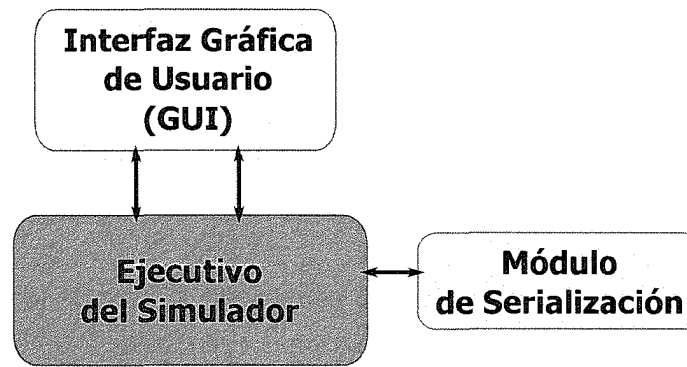 Interfaz Gráfica
de Usuario
(GUI)
Ejecutivo
del Simulador
Módulo
de Serialización